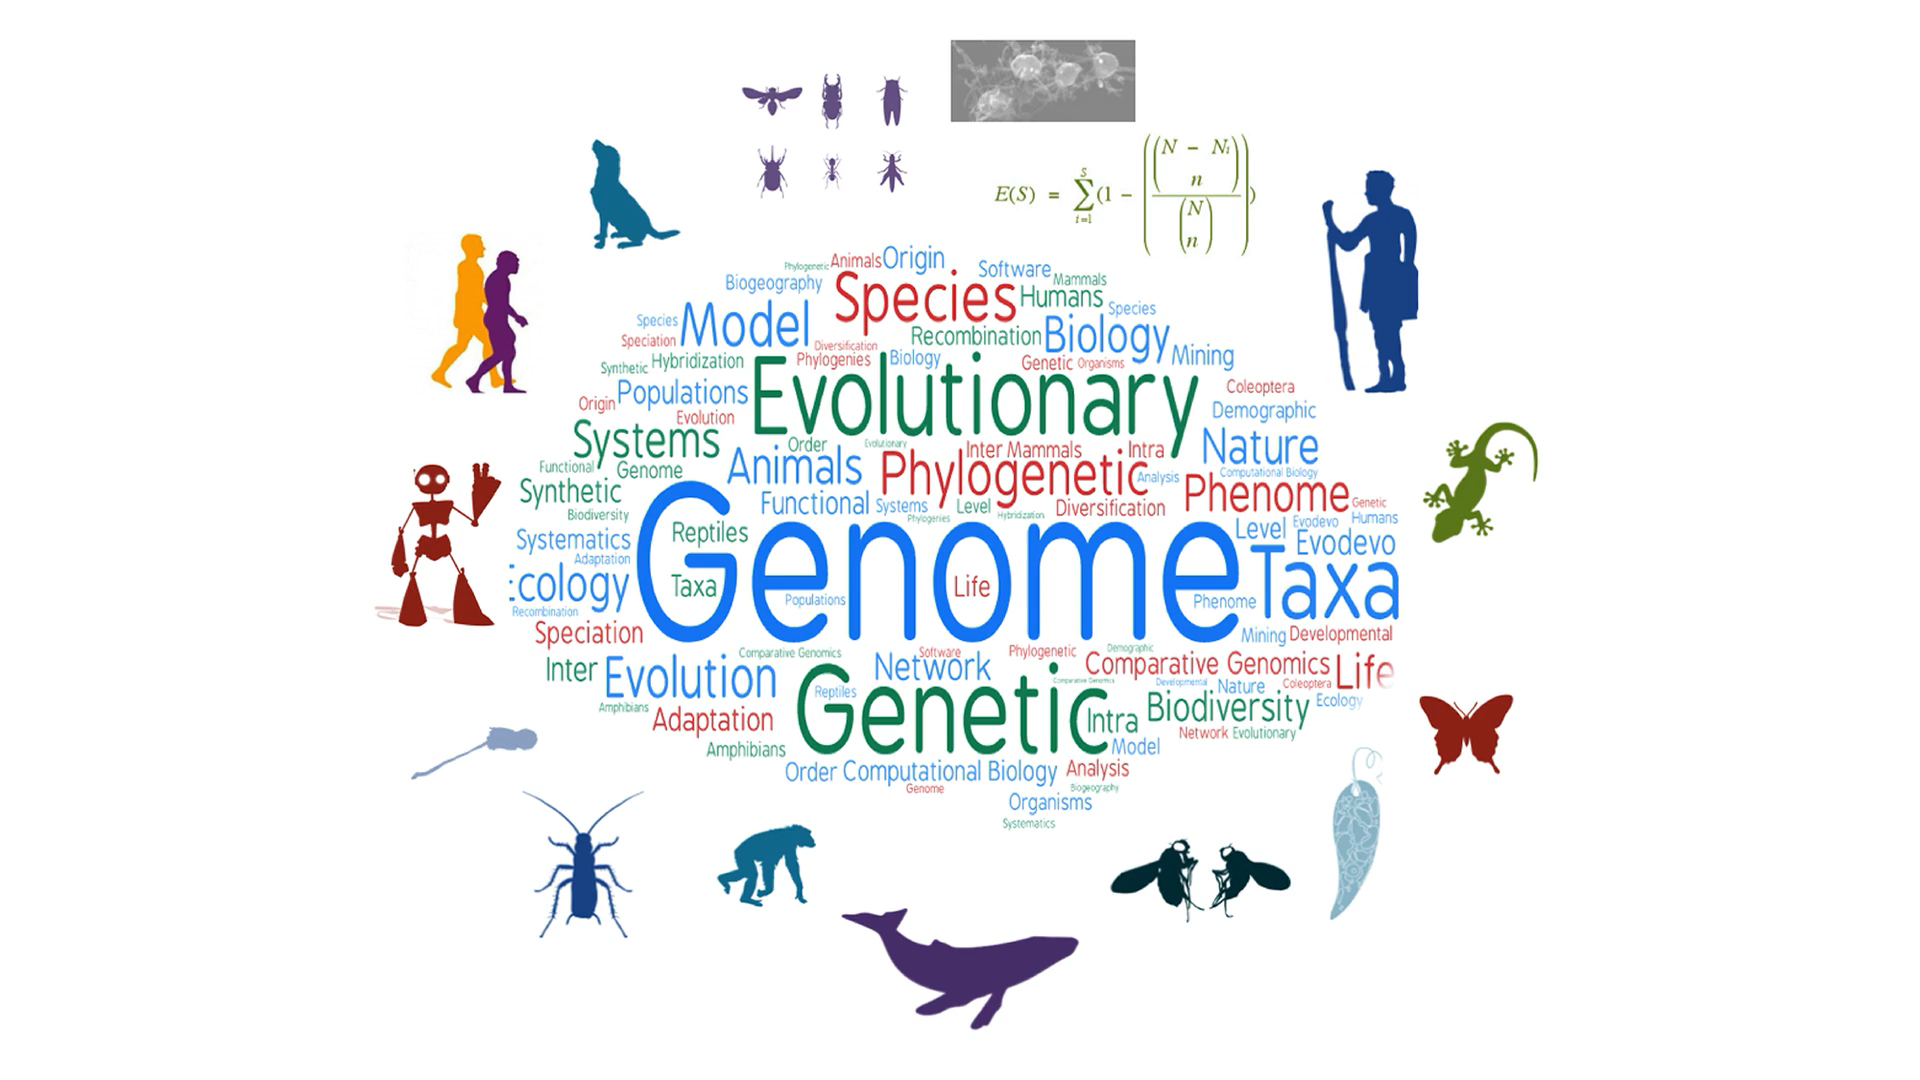 E(S) = S∑i=1 (1 − ((N − Ni) n) / (N n))
Phylogenetic Animals Origin Software
Biogeography Species Humans Mammals
Species Model Species
Speciation Recombination Biology Mining
Diversification
Synthetic Hybridization Phylogenies Biology Genetic Organisms
Populations Evolutionary Coleoptera
Origin Evolution Demographic
Systems Order Evolutionary Inter Mammals Intra Nature
Functional Genome Animals Phylogenetic Analysis Computational Biology
Synthetic Functional Systems Level Diversification Phenome Genetic
Biodiversity Phylogenies Hybridization Level Evodevo Humans
Systematics Reptiles Evodevo
Adaptation
Ecology Taxa Genome Life Taxa
Recombination Populations Phenome
Speciation Mining Developmental
Comparative Genomics Software Phylogenetic Demographic
Inter Evolution Network Comparative Genomics Life
Reptiles Comparative Genomics Developmental Nature Coleoptera
Amphibians Genetic Biodiversity Ecology
Adaptation Intra Network Evolutionary
Amphibians Model
Order Computational Biology Analysis
Genome Biogeography
Organisms
Systematics